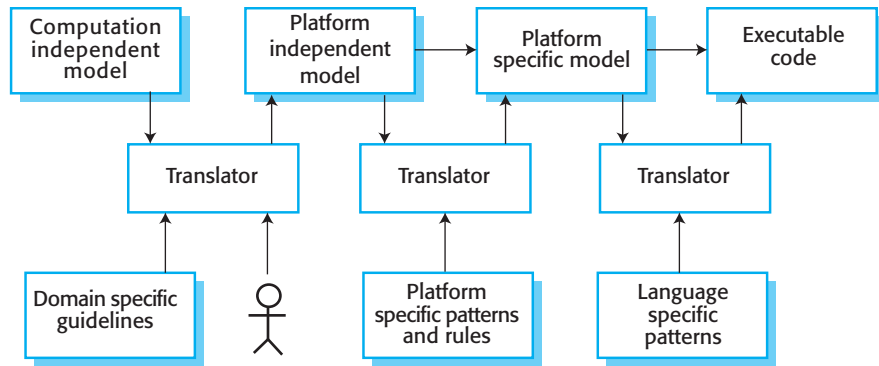 Computation
independent
model
Platform
independent
model
Platform
specific model
Executable
code
Translator
Translator
Translator
Domain specific
guidelines
Platform
specific patterns
and rules
Language
specific
patterns